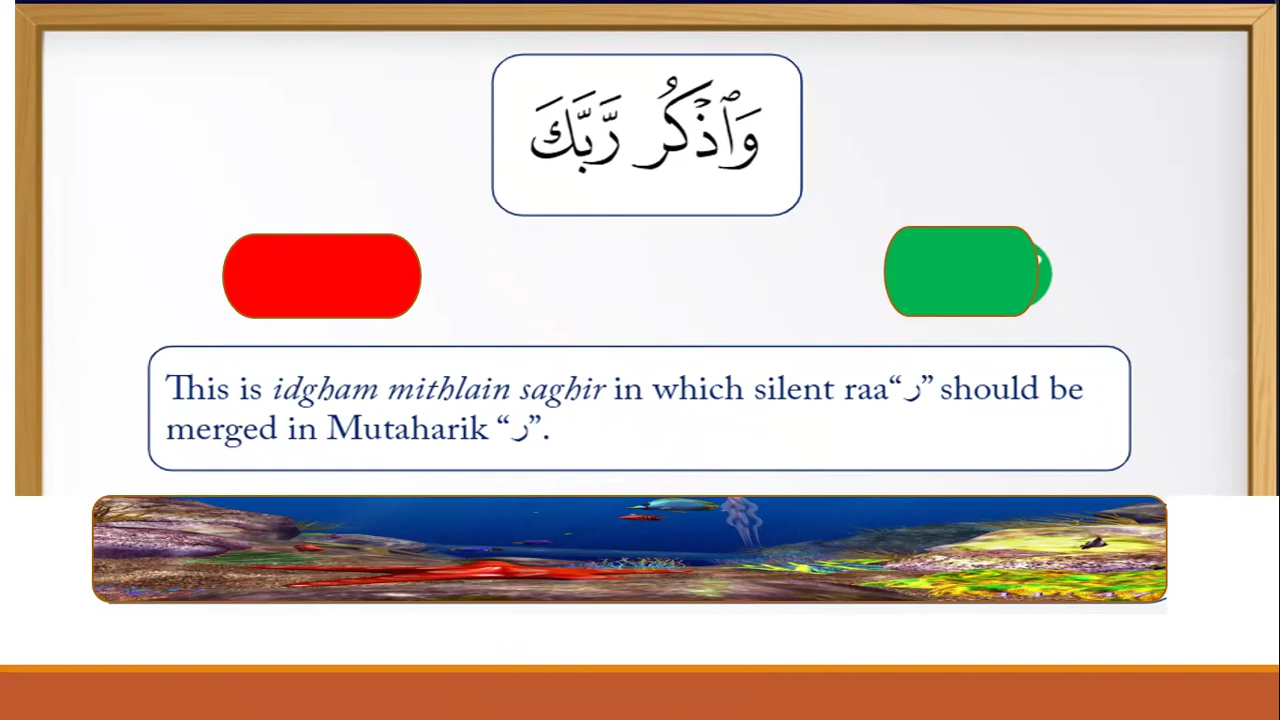 وَٱذۡكُر رَّبَّكَ
This is idgham mithlain saghir in which silent raa“ر” should be
merged in Mutaharik “ر”.